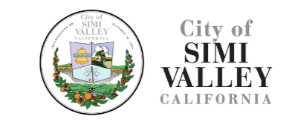 City of
SIMI
VALLEY
CALIFORNIA
City of
SIMI
VALLEY
CALIFORNIA